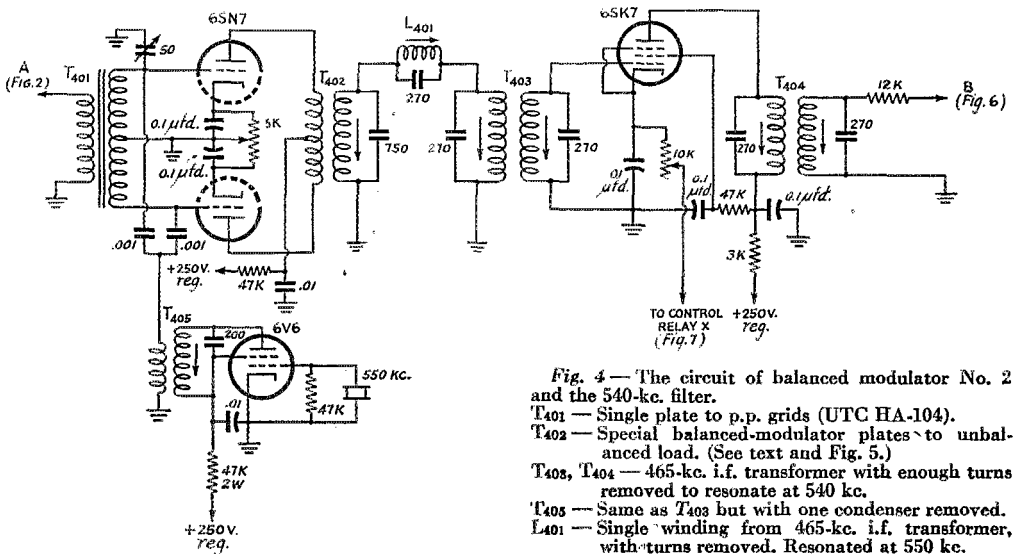 6SN7
L401
6SK7
A
(Fig.2)
T401
50
T402
T403
T404
12K
B
(Fig. 6)
270
0.1 µfd.
5K
0.1 µfd.
750
270
270
270
270
10K
0.1
µfd.
0.1
µfd.
47K
0.1 µfd.
.001
.001
+250V.
reg.
47K
.01
3K
T405
200
6V6
TO CONTROL
RELAY X
(Fig.7)
+250V.
reg.
550 KC.
.01
47K
47K
2W
+250V.
reg.
Fig. 4 — The circuit of balanced modulator No. 2
and the 540-kc. filter.
T401 — Single plate to p.p. grids (UTC HA-104).
T402 — Special balanced-modulator plates to unbal-
anced load. (See text and Fig. 5.)
T403, T404 — 465-kc. i.f. transformer with enough turns
removed to resonate at 540 kc.
T405 — Same as T403 but with one condenser removed.
L401 — Single winding from 465-kc. i.f. transformer,
with turns removed. Resonated at 550 kc.